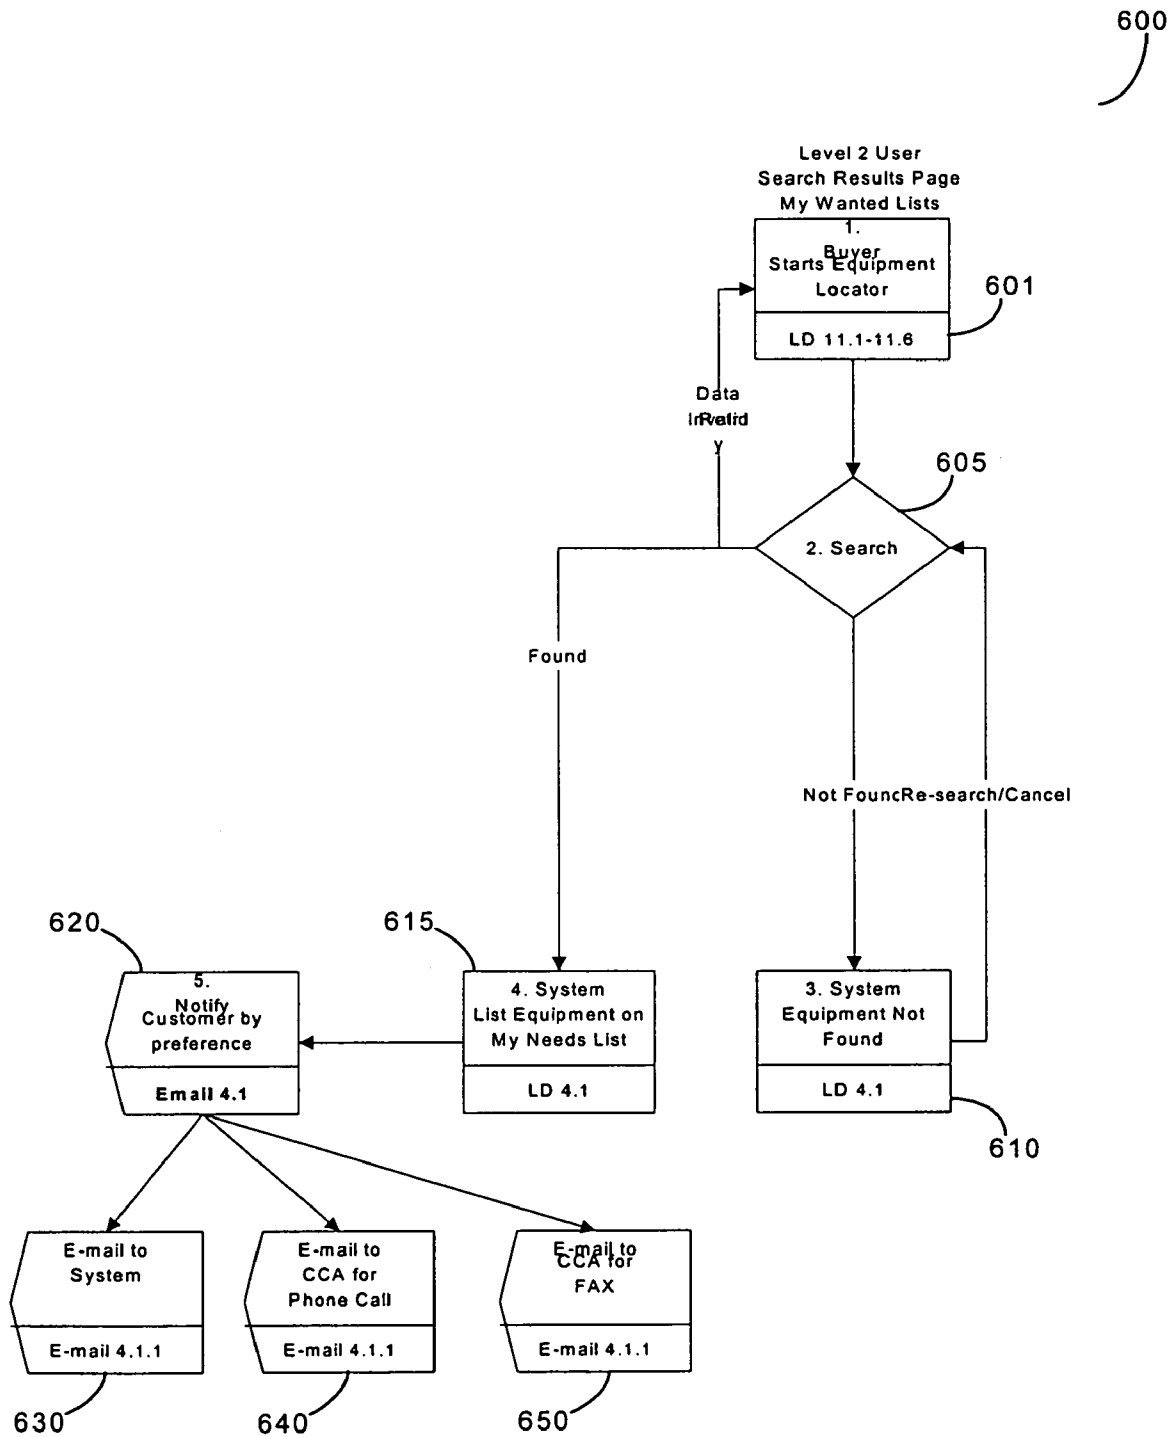 600
Level 2 User
Search Results Page
My Wanted Lists
1.
Buyer
Starts Equipment
Locator
LD 11.1-11.6
601
Data
Invalid
Retry
605
2. Search
Found
Not Found
Re-search/Cancel
620
5.
Notify
Customer by
preference
Email 4.1
615
4. System
List Equipment on
My Needs List
LD 4.1
3. System
Equipment Not
Found
LD 4.1
610
E-mail to
System
E-mail 4.1.1
630
E-mail to
CCA for
Phone Call
E-mail 4.1.1
640
E-mail to
CCA for
FAX
E-mail 4.1.1
650